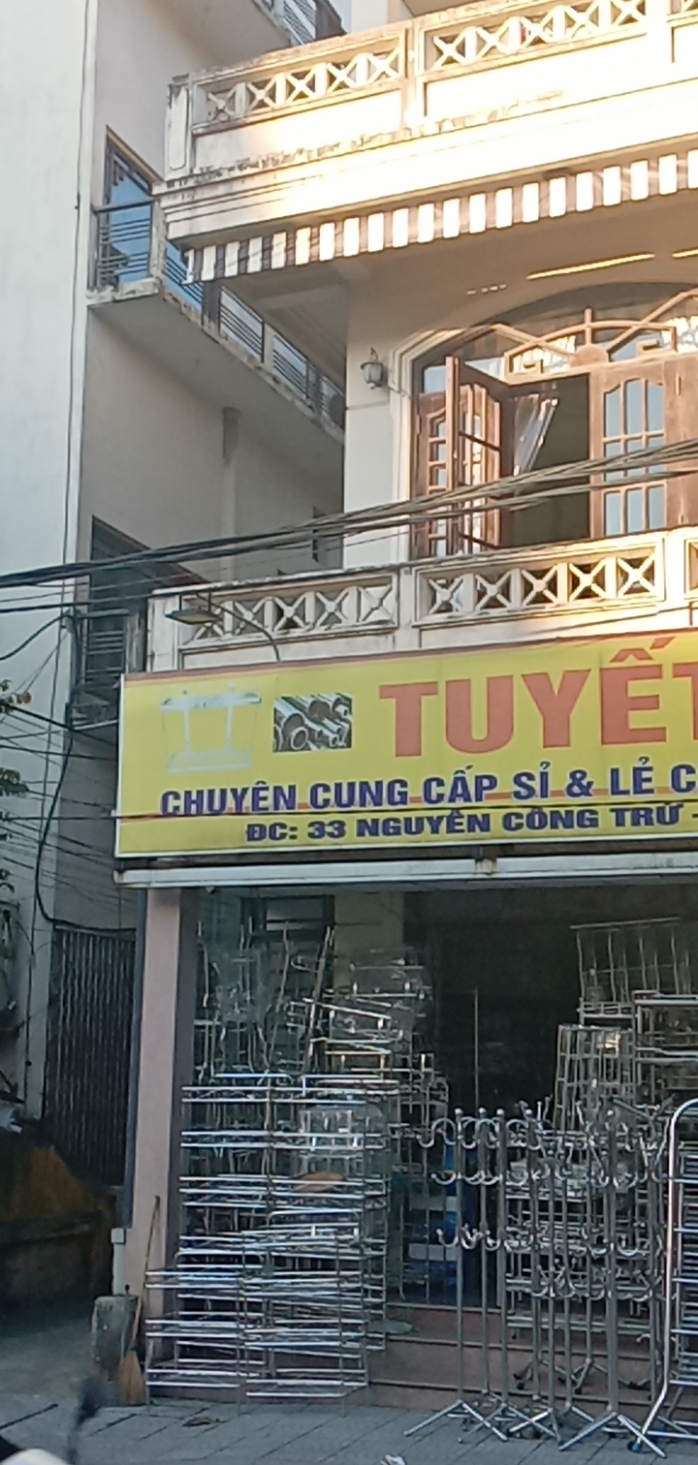 TUYẾT
CHUYÊN CUNG CẤP SỈ & LẺ C
ĐC: 33 NGUYỄN CÔNG TRỨ -